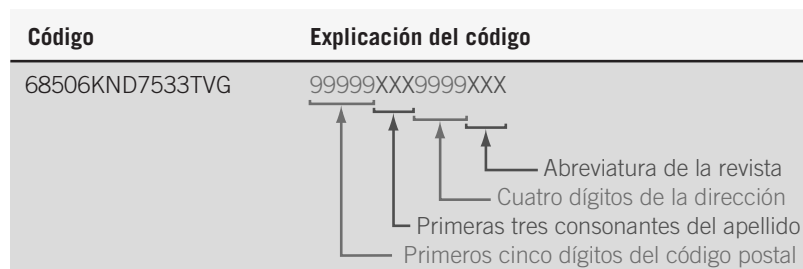 Código Explicación del código
68506KND7533TVG 99999XXX9999XXX
Abreviatura de la revista
Cuatro dígitos de la dirección
Primeras tres consonantes del apellido
Primeros cinco dígitos del código postal